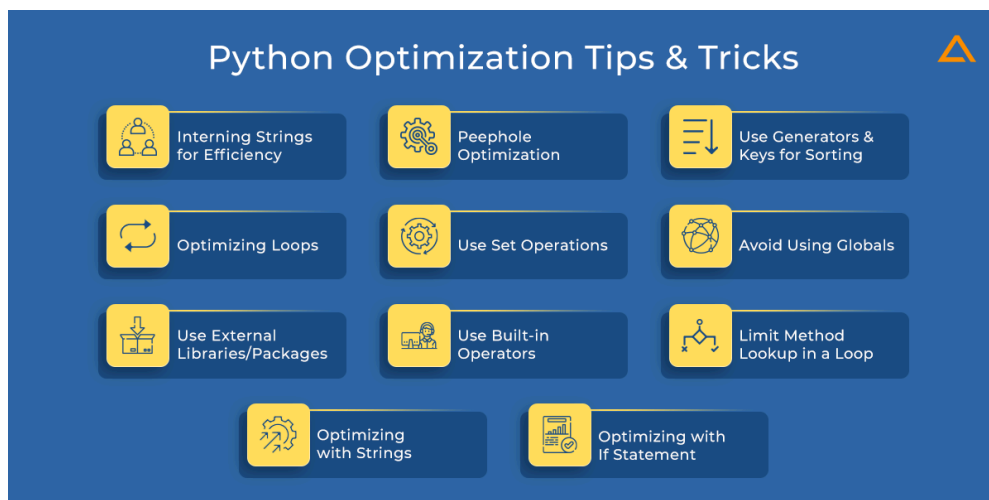 Python Optimization Tips & Tricks
Interning Strings
for Efficiency
Peephole
Optimization
Use Generators &
Keys for Sorting
Optimizing Loops
Use Set Operations
Avoid Using Globals
Use External
Libraries/Packages
Use Built-in
Operators
Limit Method
Lookup in a Loop
Optimizing
with Strings
Optimizing with
If Statement